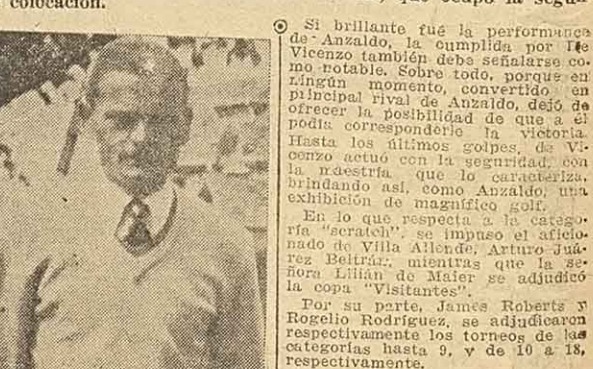 colocación.
que ocupó la segun-
Si brillante fué la performance
de Anzaldo, la cumplida por De
Vicenzo también debe señalarse co-
mo notable. Sobre todo, porque en
ningún momento, convertido en
principal rival de Anzaldo, dejó de
ofrecer la posibilidad de que a él
podía corresponderle la victoria.
Hasta los últimos golpes, de Vi-
cenzo actuó con la seguridad, con
la maestría que lo caracteriza,
brindando así, como Anzaldo, una
exhibición de magnífico golf.
En lo que respecta a la catego-
ría "scratch", se impuso el aficio-
nado de Villa Allende, Arturo Juá-
rez Beltrán, mientras que la se-
ñora Lilián de Maier se adjudicó
la copa "Visitantes".
Por su parte, James Roberts y
Rogelio Rodríguez, se adjudicaron
respectivamente los torneos de las
categorías hasta 9, y de 10 a 18,
respectivamente.